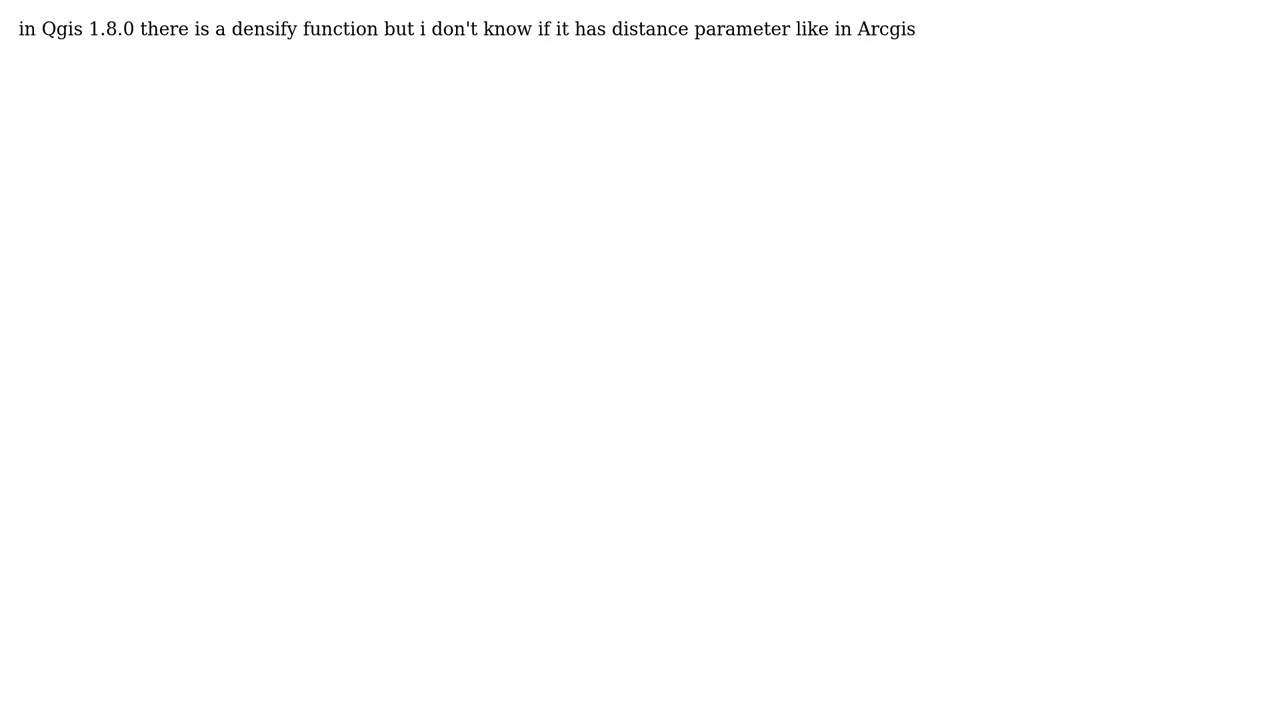 in Qgis 1.8.0 there is a densify function but i don't know if it has distance parameter like in Arcgis